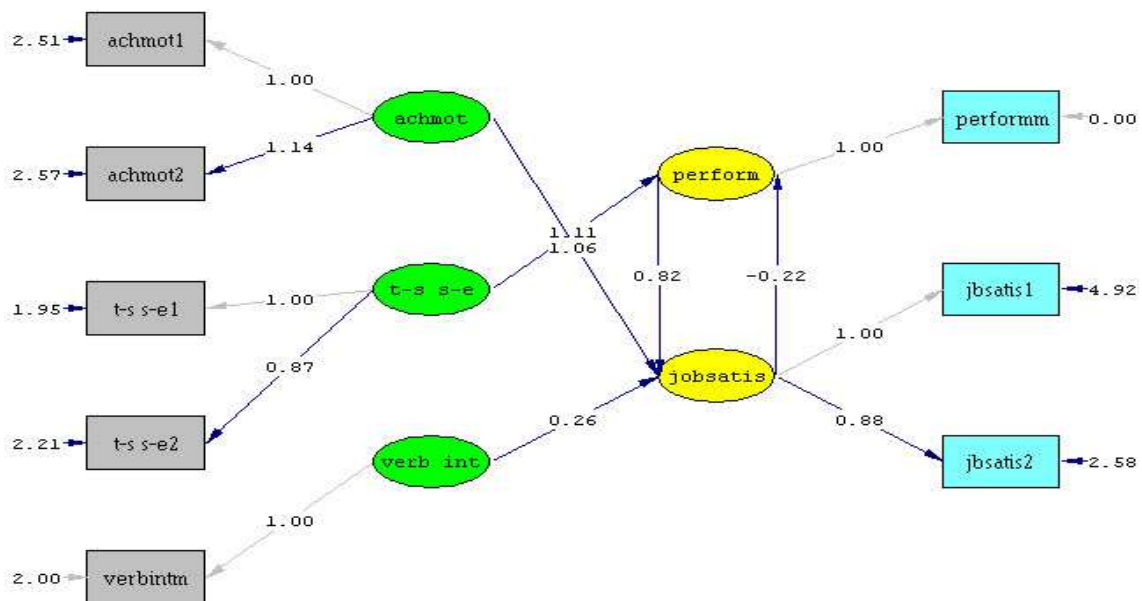 2.51
achmot1
1.00
achmot
performm
0.00
1.14
1.00
2.57
achmot2
perform
1.11
1.06
0.82
-0.22
t-s s-e
jbsatis1
4.92
1.95
t-s s-e1
1.00
1.00
0.87
jobsatis
0.26
0.88
2.21
t-s s-e2
verb int
jbsatis2
2.58
1.00
2.00
verbintm